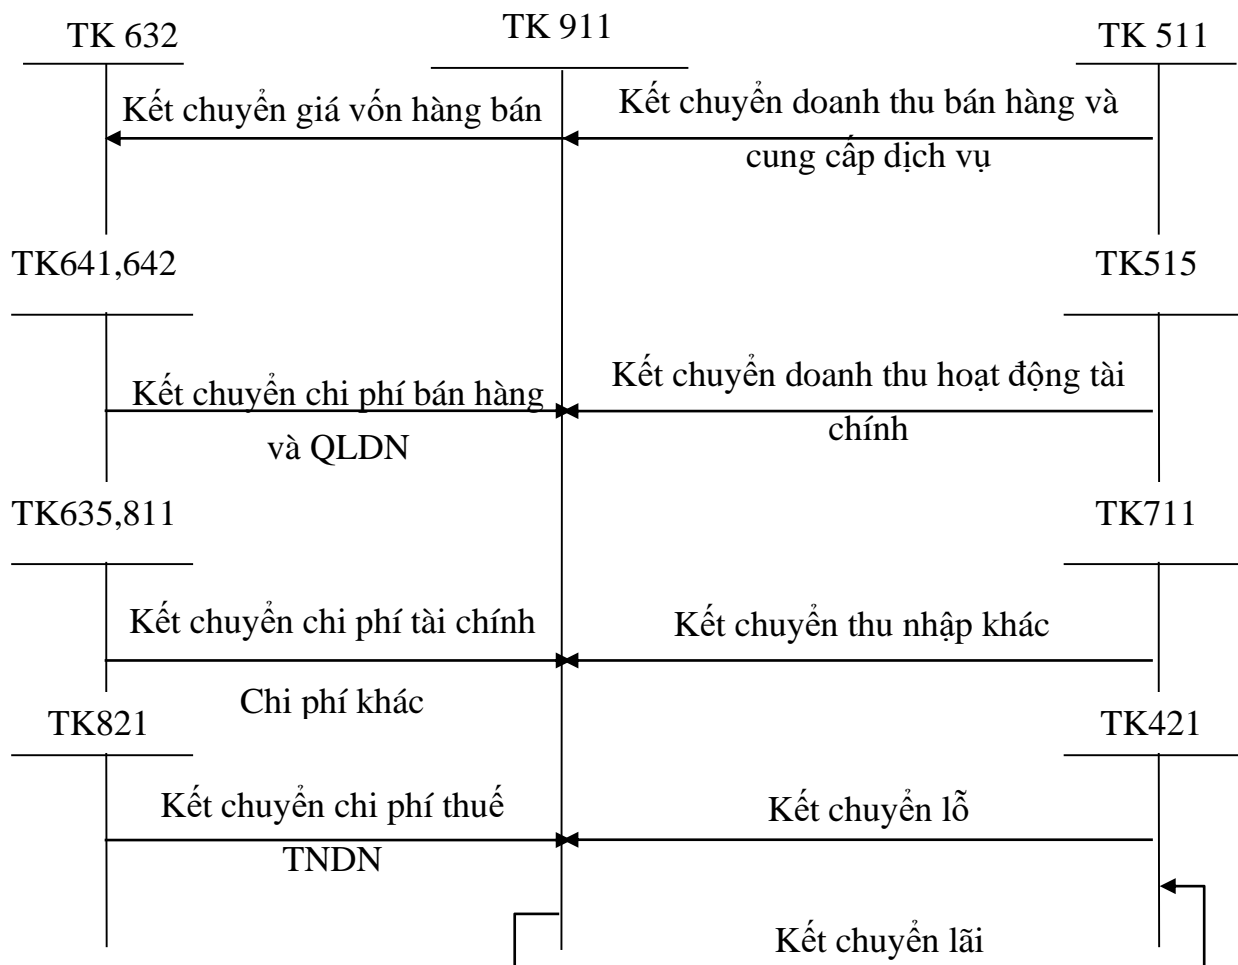 TK 632
TK 911
TK 511
Kết chuyển giá vốn hàng bán
Kết chuyển doanh thu bán hàng và
cung cấp dịch vụ
TK641,642
TK515
Kết chuyển chi phí bán hàng
và QLDN
Kết chuyển doanh thu hoạt động tài
chính
TK635,811
TK711
Kết chuyển chi phí tài chính
Chi phí khác
Kết chuyển thu nhập khác
TK821
TK421
Kết chuyển chi phí thuế
TNDN
Kết chuyển lỗ
Kết chuyển lãi